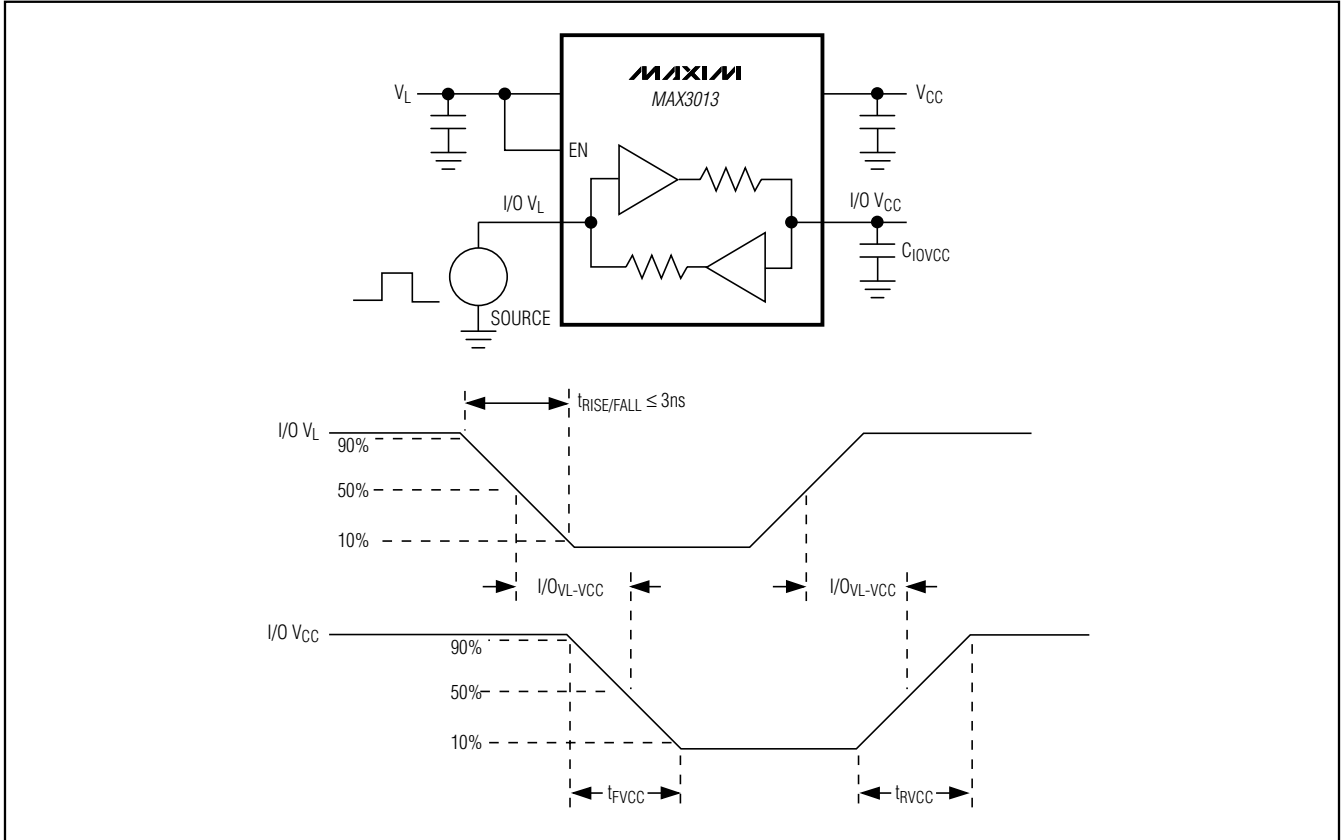 MAXIM
MAX3013
V_L
V_CC
EN
I/O V_L
I/O V_CC
C_IOVCC
SOURCE
t_RISE/FALL ≤ 3ns
I/O V_L
90%
50%
10%
I/O_VL-VCC
I/O_VL-VCC
I/O V_CC
90%
50%
10%
t_FVCC
t_RVCC